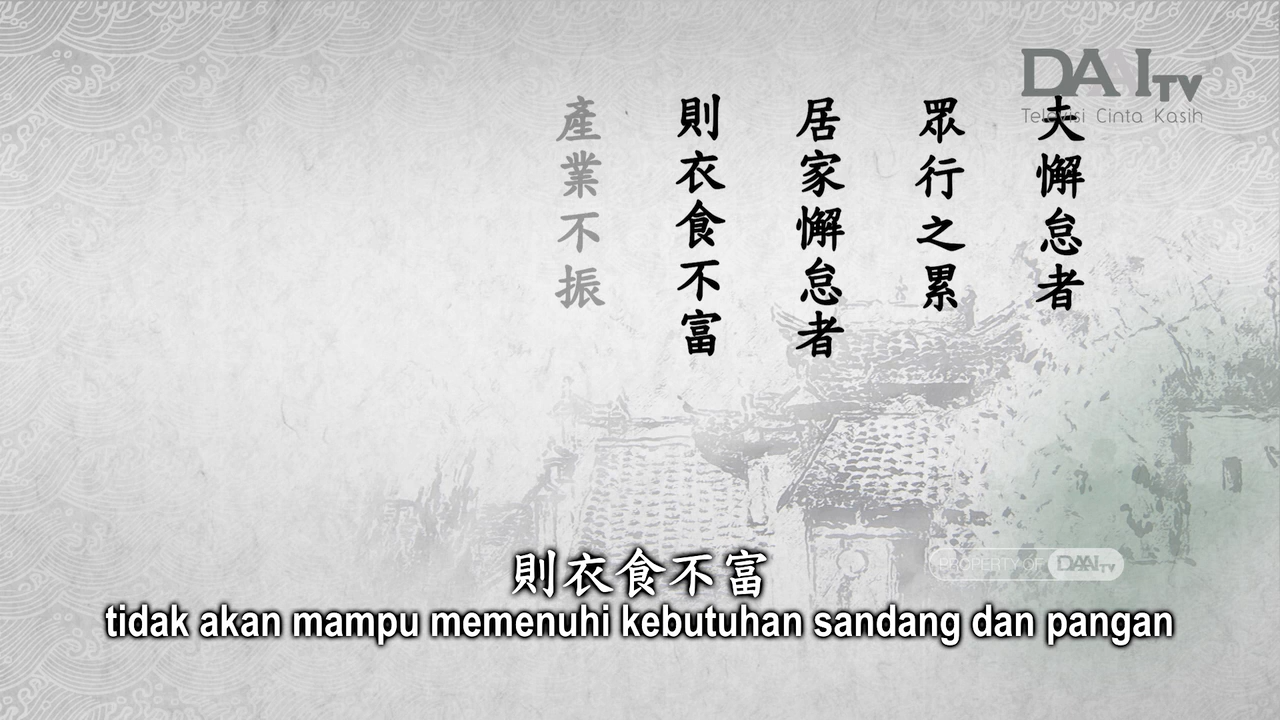 DAAI TV
Televisi Cinta Kasih
夫懈怠者
眾行之累
居家懈怠者
則衣食不富
產業不振
PROPERTY OF DAAI TV
則衣食不富
tidak akan mampu memenuhi kebutuhan sandang dan pangan